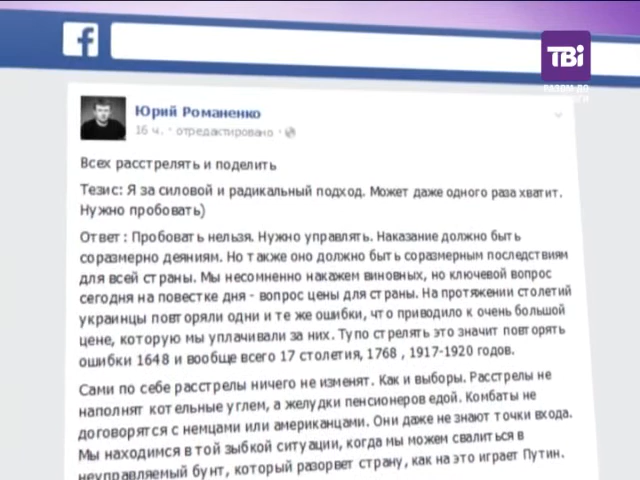 f
ТВі
РАЗОМ ДО
Юрий Романенко
16 ч. · отредактировано ·
Всех расстрелять и поделить
Тезис: Я за силовой и радикальный подход. Может даже одного раза хватит.
Нужно пробовать)
Ответ: Пробовать нельзя. Нужно управлять. Наказание должно быть
соразмерно деяниям. Но также оно должно быть соразмерным последствиям
для всей страны. Мы несомненно накажем виновных, но ключевой вопрос
сегодня на повестке дня - вопрос цены для страны. На протяжении столетий
украинцы повторяли одни и те же ошибки, что приводило к очень большой
цене, которую мы уплачивали за них. Тупо стрелять это значит повторять
ошибки 1648 и вообще всего 17 столетия, 1768 , 1917-1920 годов.
Сами по себе расстрелы ничего не изменят. Как и выборы. Расстрелы не
наполнят котельные углем, а желудки пенсионеров едой. Комбаты не
договорятся с немцами или американцами. Они даже не знают точки входа.
Мы находимся в той зыбкой ситуации, когда мы можем свалиться в
неуправляемый бунт, который разорвет страну, как на это играет Путин.